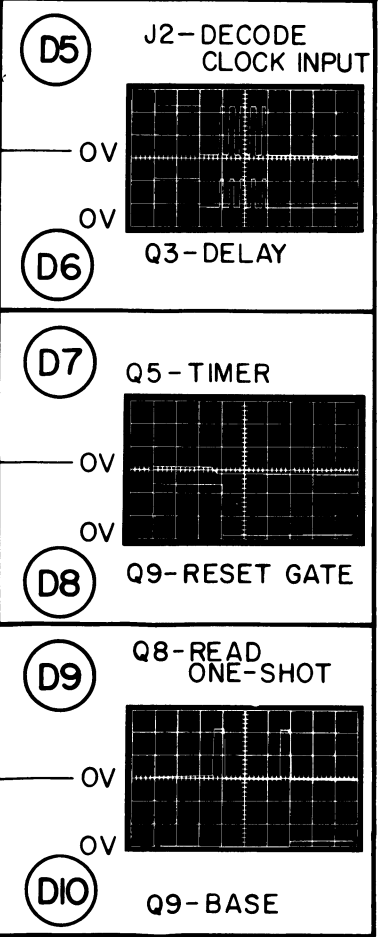 D5
J2-DECODE
CLOCK INPUT
OV
OV
D6
Q3-DELAY
D7
Q5-TIMER
OV
OV
D8
Q9-RESET GATE
D9
Q8-READ
ONE-SHOT
OV
OV
D10
Q9-BASE